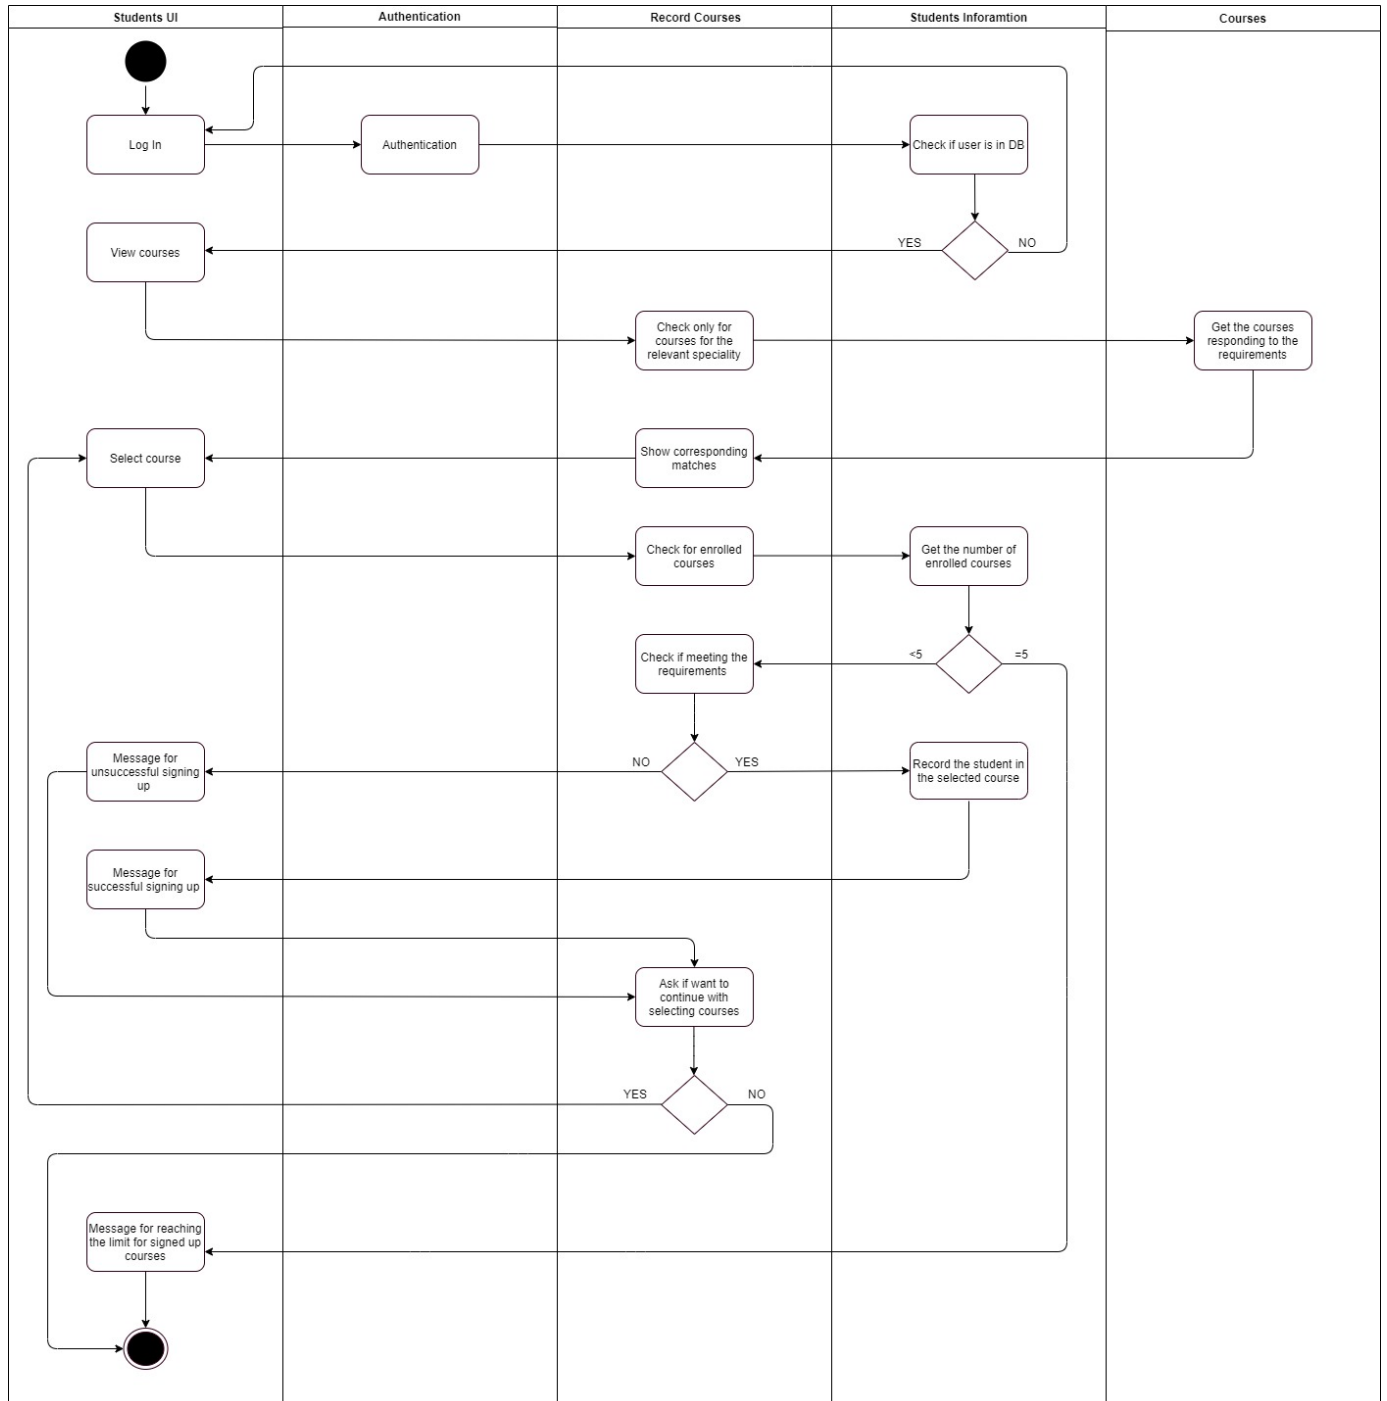 Students UI
Authentication
Record Courses
Students Inforamtion
Courses
Log In
Authentication
Check if user is in DB
View courses
YES
NO
Check only for
courses for the
relevant speciality
Get the courses
responding to the
requirements
Select course
Show corresponding
matches
Check for enrolled
courses
Get the number of
enrolled courses
Check if meeting the
requirements
<5
=5
Message for
unsuccessful signing
up
NO
YES
Record the student in
the selected course
Message for
successful signing up
Ask if want to
continue with
selecting courses
YES
NO
Message for reaching
the limit for signed up
courses